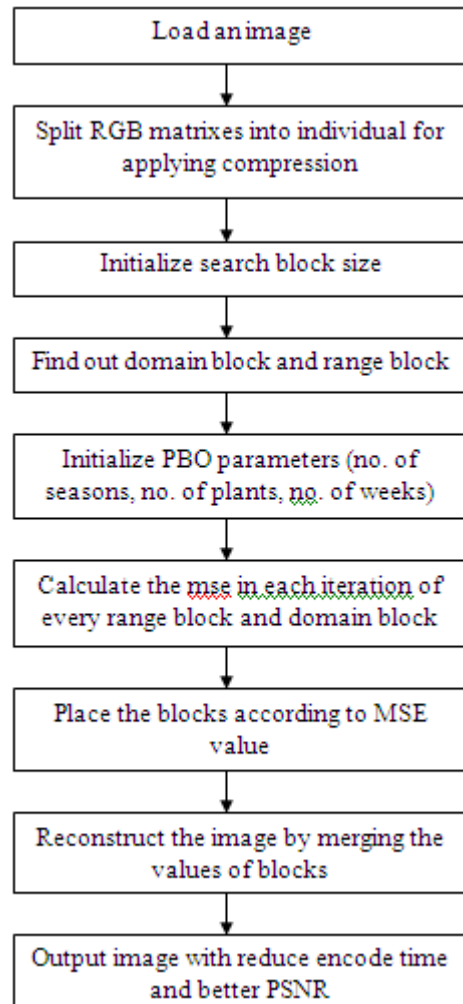 Load an image
Split RGB matrixes into individual for
applying compression
Initialize search block size
Find out domain block and range block
Initialize PBO parameters (no. of
seasons, no. of plants, no. of weeks)
Calculate the mse in each iteration of
every range block and domain block
Place the blocks according to MSE
value
Reconstruct the image by merging the
values of blocks
Output image with reduce encode time
and better PSNR